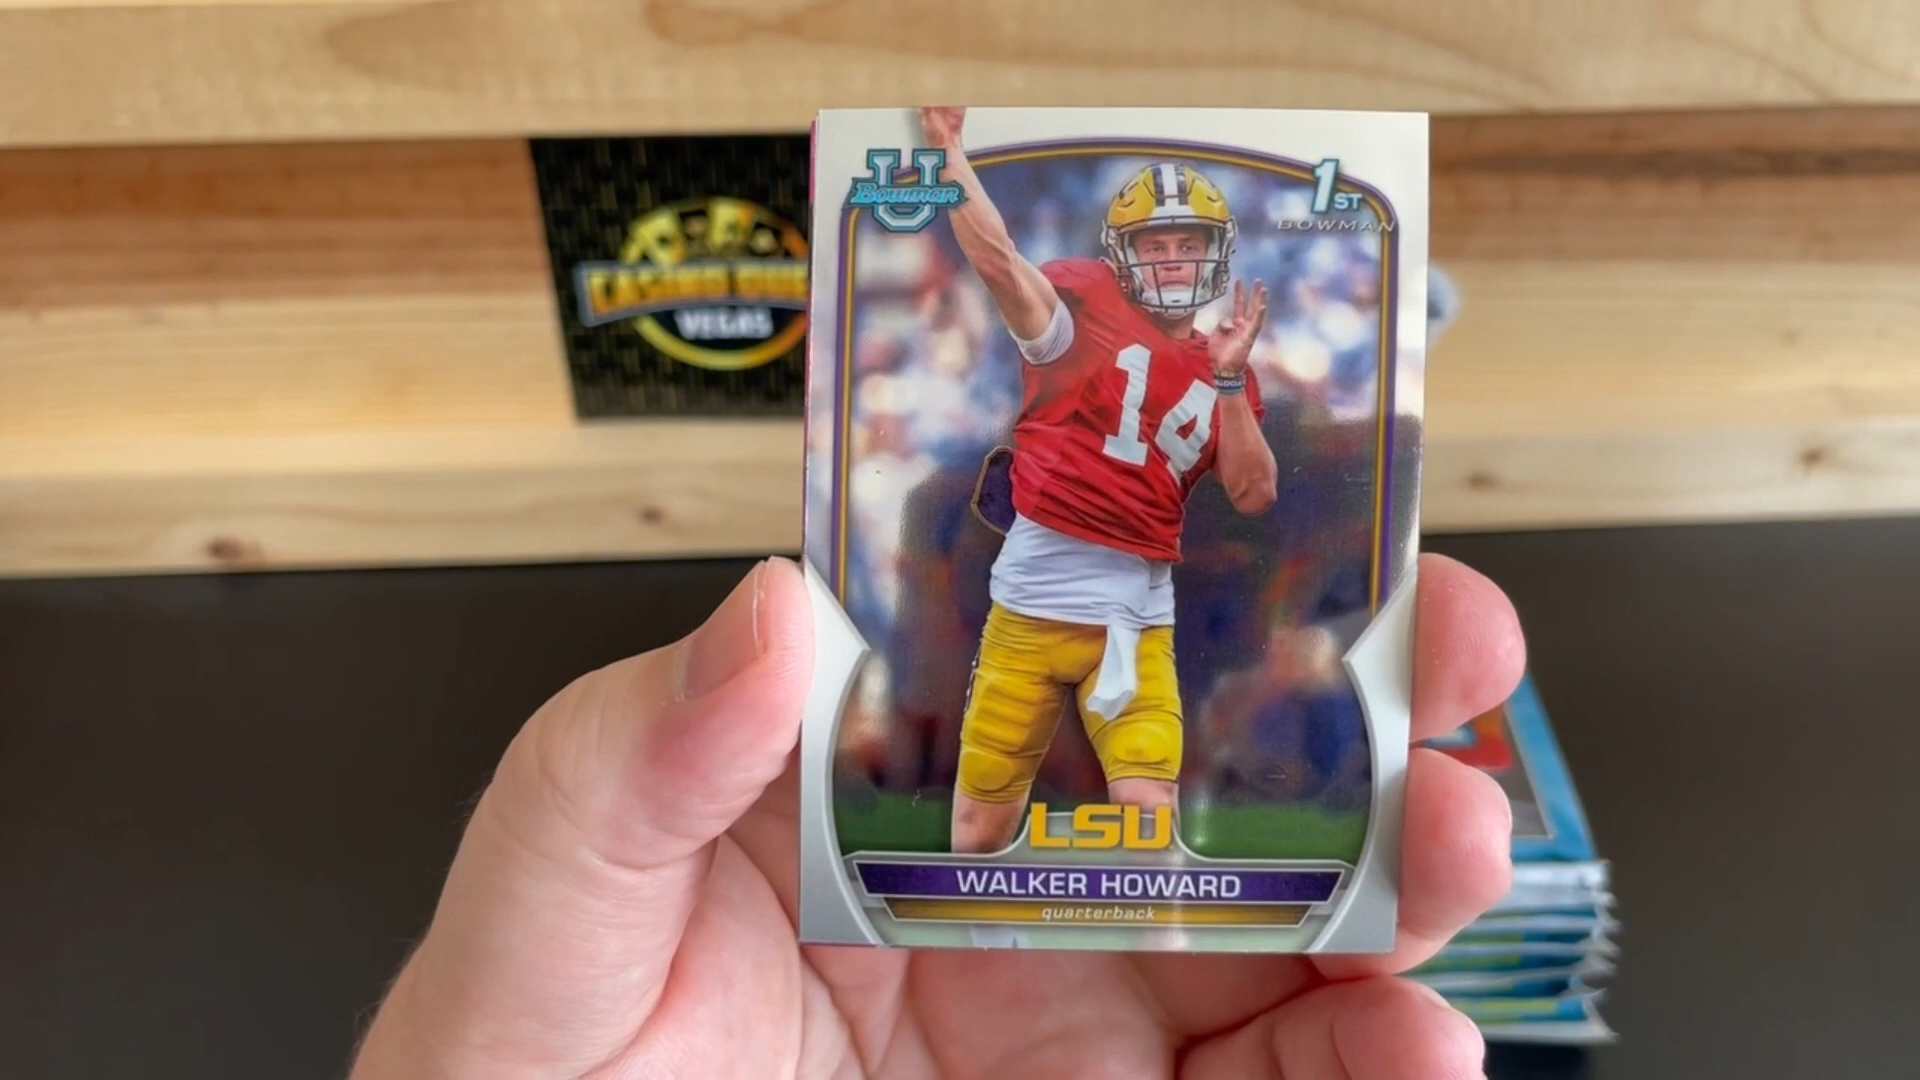 U
Bowman
1ST
BOWMAN
VEGAS
14
LSU
WALKER HOWARD
quarterback